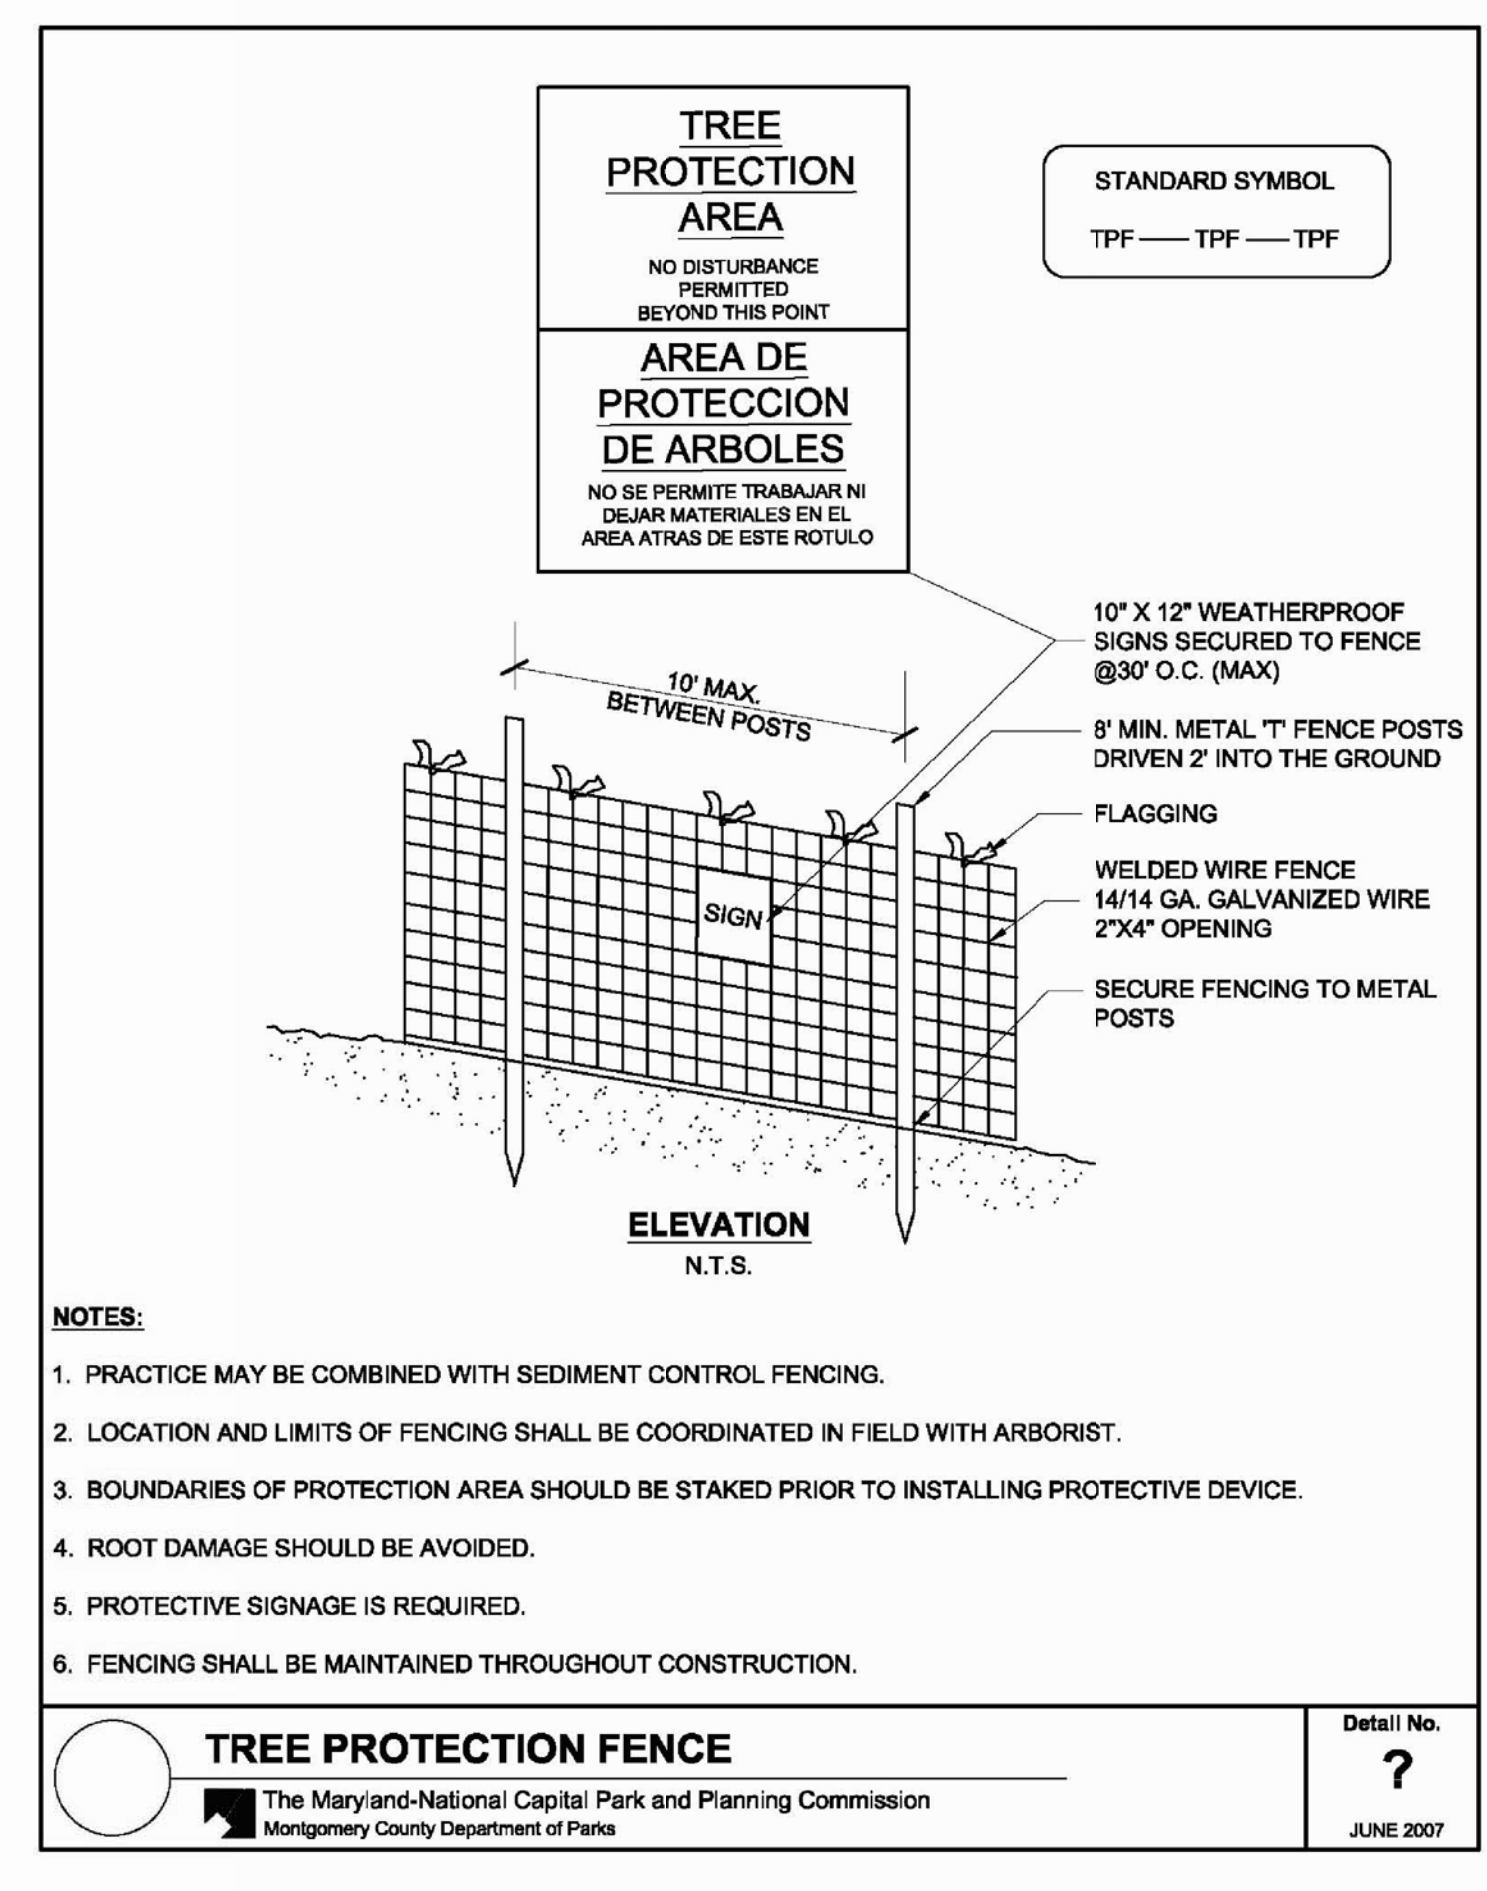 TREE
PROTECTION
AREA
NO DISTURBANCE
PERMITTED
BEYOND THIS POINT
AREA DE
PROTECCION
DE ARBOLES
NO SE PERMITE TRABAJAR NI
DEJAR MATERIALES EN EL
AREA ATRAS DE ESTE ROTULO
STANDARD SYMBOL
TPF — TPF — TPF
10" X 12" WEATHERPROOF
SIGNS SECURED TO FENCE
@30' O.C. (MAX)
10' MAX.
BETWEEN POSTS
8' MIN. METAL 'T' FENCE POSTS
DRIVEN 2' INTO THE GROUND
FLAGGING
WELDED WIRE FENCE
14/14 GA. GALVANIZED WIRE
2"X4" OPENING
SIGN
SECURE FENCING TO METAL
POSTS
ELEVATION
N.T.S.
NOTES:
1. PRACTICE MAY BE COMBINED WITH SEDIMENT CONTROL FENCING.
2. LOCATION AND LIMITS OF FENCING SHALL BE COORDINATED IN FIELD WITH ARBORIST.
3. BOUNDARIES OF PROTECTION AREA SHOULD BE STAKED PRIOR TO INSTALLING PROTECTIVE DEVICE.
4. ROOT DAMAGE SHOULD BE AVOIDED.
5. PROTECTIVE SIGNAGE IS REQUIRED.
6. FENCING SHALL BE MAINTAINED THROUGHOUT CONSTRUCTION.
TREE PROTECTION FENCE
The Maryland-National Capital Park and Planning Commission
Montgomery County Department of Parks
Detail No.
?
JUNE 2007